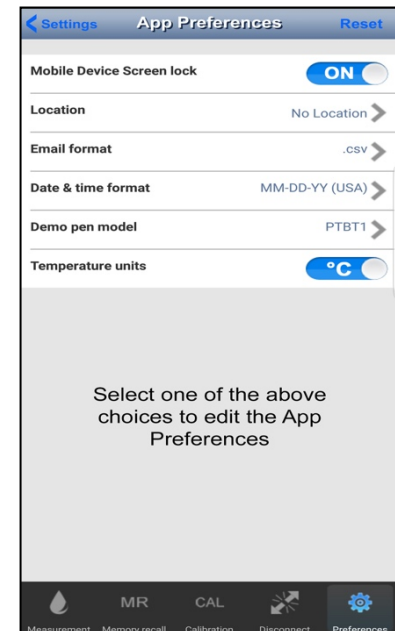 Settings App Preferences Reset
Mobile Device Screen lock ON
Location No Location
Email format .csv
Date & time format MM-DD-YY (USA)
Demo pen model PTBT1
Temperature units °C
Select one of the above
choices to edit the App
Preferences
MR CAL
Measurement Memory recall Calibration Disconnect Preferences